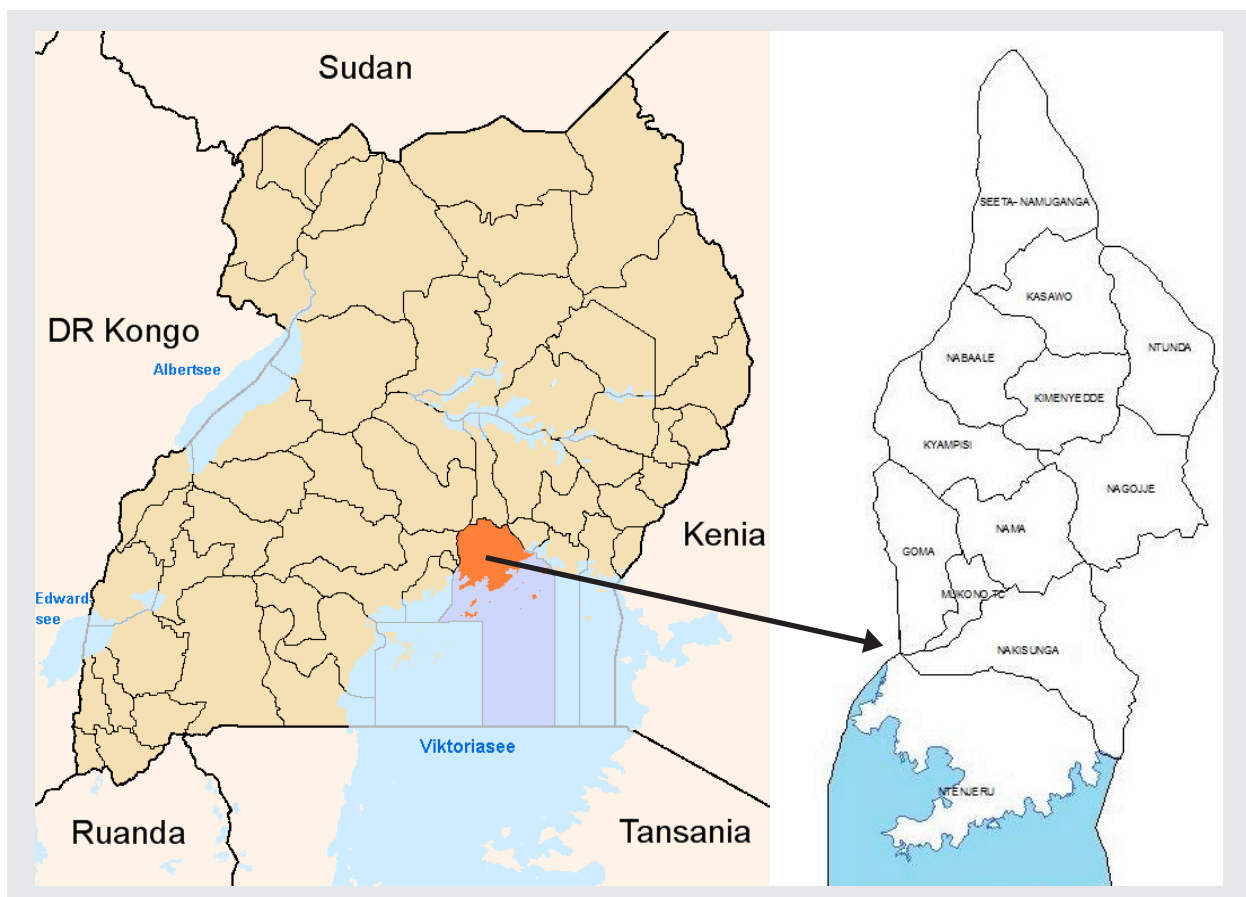 Sudan
DR Kongo
Albertsee
Kenia
Edward-
see
Viktoriasee
Ruanda
Tansania
SEETA- NAMUGANGA
KASAWO
NTUNDA
NABAALE
KIMENYEDDE
KYAMPISI
NAGOJJE
NAMA
GOMA
MUKONO TC
NAKISUNGA
NTENJERU